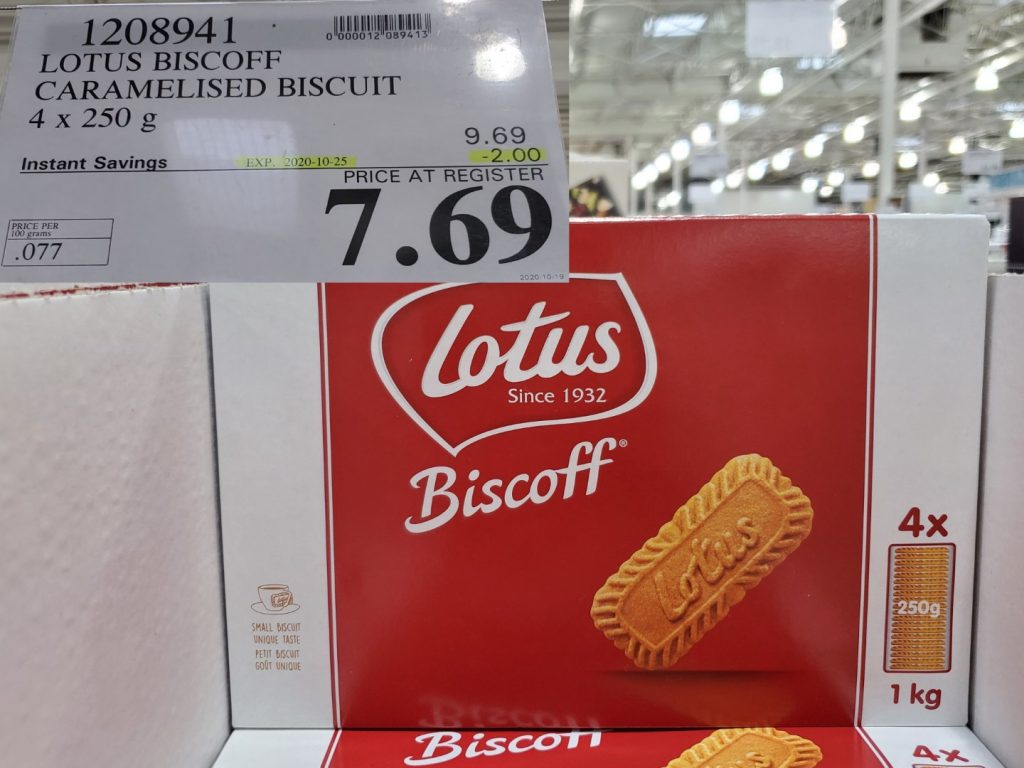 1208941
0 000012 089413
LOTUS BISCOFF
CARAMELISED BISCUIT
4 x 250 g
9.69
Instant Savings EXP. 2020-10-25 -2.00
PRICE AT REGISTER
7.69
PRICE PER
100 grams
.077
2020-10-19
Lotus
Since 1932
Biscoff®
Lotus
4x
250g
1 kg
SMALL BISCUIT
UNIQUE TASTE
PETIT BISCUIT
GOÛT UNIQUE
Biscoff
4x